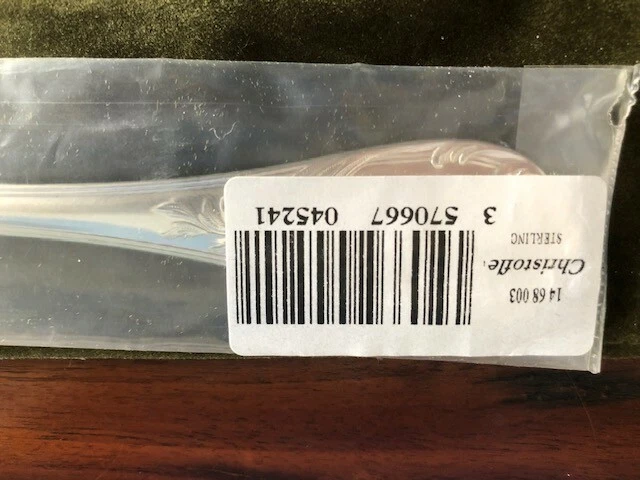 14 68 003
Christofle
STERLING
3 570667 045241